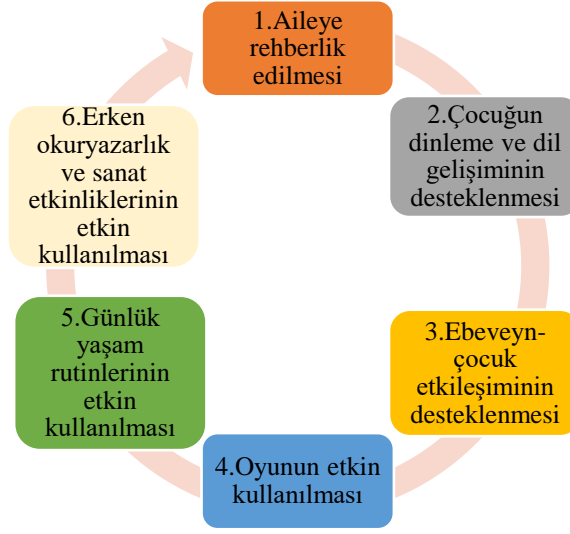 1.Aileye
rehberlik
edilmesi
2.Çocuğun
dinleme ve dil
gelişiminin
desteklenmesi
3.Ebeveyn-
çocuk
etkileşiminin
desteklenmesi
4.Oyunun etkin
kullanılması
5.Günlük
yaşam
rutinlerinin
etkin
kullanılması
6.Erken
okuryazarlık
ve sanat
etkinliklerinin
etkin
kullanılması